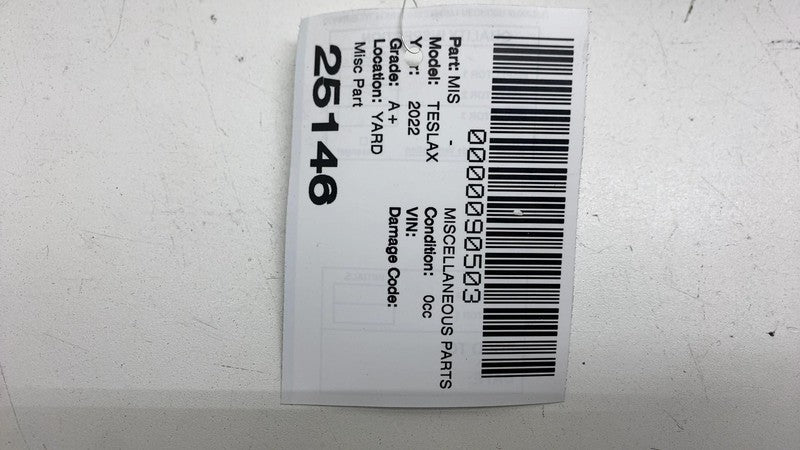 0000090503
Part: MIS - MISCELLANEOUS PARTS
Model: TESLAX Condition: 0cc
Year: 2022 VIN:
Grade: A+ Damage Code:
Location: YARD
Misc Part
25146